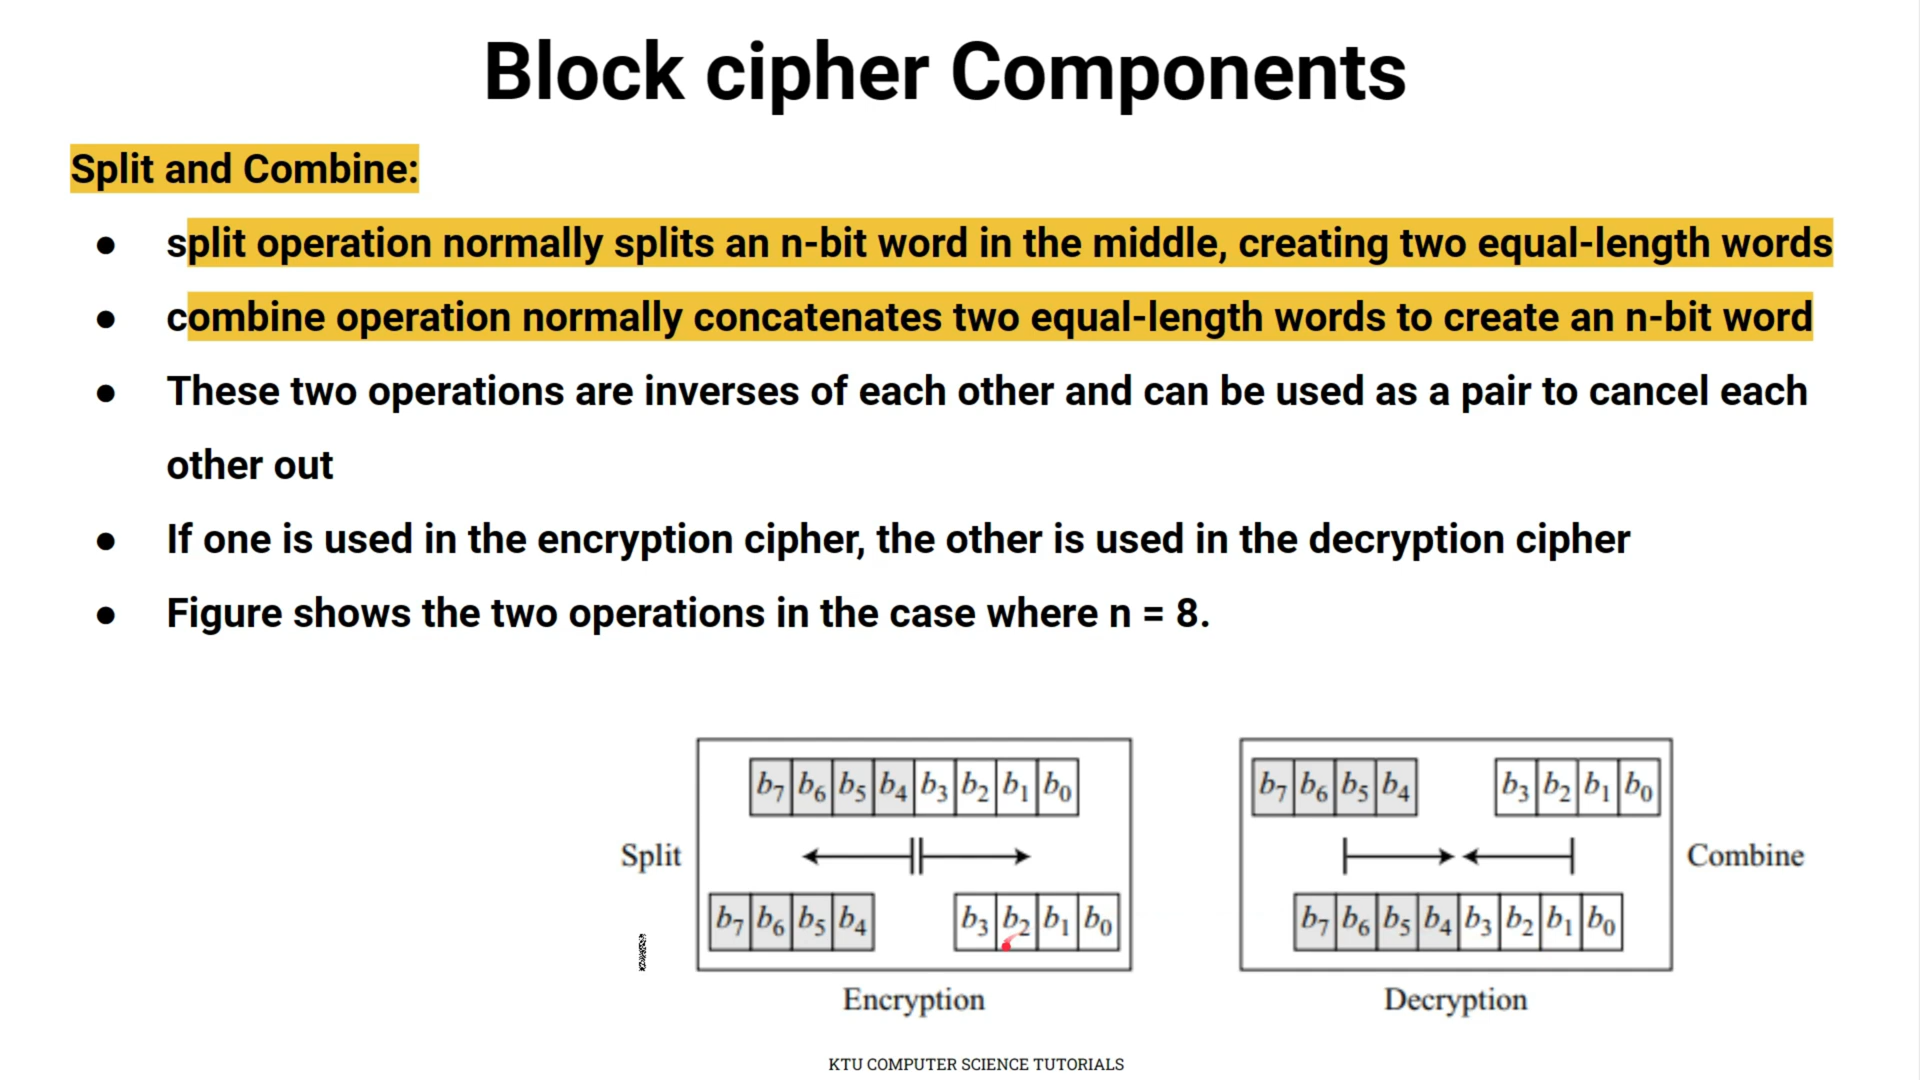 Block cipher Components
Split and Combine:
● split operation normally splits an n-bit word in the middle, creating two equal-length words
● combine operation normally concatenates two equal-length words to create an n-bit word
● These two operations are inverses of each other and can be used as a pair to cancel each
other out
● If one is used in the encryption cipher, the other is used in the decryption cipher
● Figure shows the two operations in the case where n = 8.
b7 b6 b5 b4 b3 b2 b1 b0
Split
b7 b6 b5 b4 b3 b2 b1 b0
Encryption
b7 b6 b5 b4 b3 b2 b1 b0
Combine
b7 b6 b5 b4 b3 b2 b1 b0
Decryption
KTU COMPUTER SCIENCE TUTORIALS